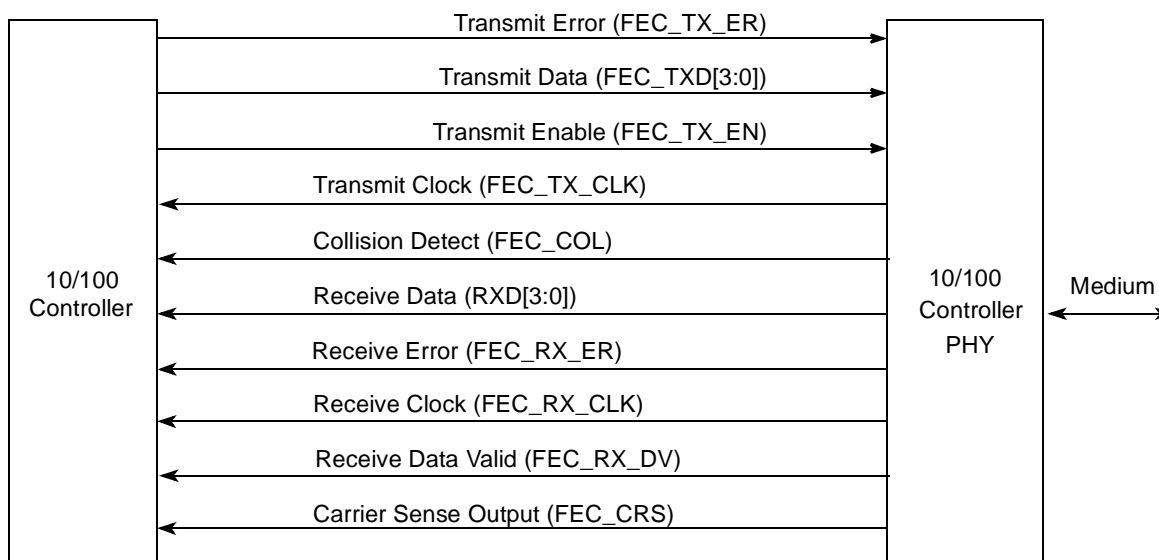 Transmit Error (FEC_TX_ER)
Transmit Data (FEC_TXD[3:0])
Transmit Enable (FEC_TX_EN)
Transmit Clock (FEC_TX_CLK)
Collision Detect (FEC_COL)
10/100
Controller
Receive Data (RXD[3:0])
Receive Error (FEC_RX_ER)
Receive Clock (FEC_RX_CLK)
Receive Data Valid (FEC_RX_DV)
Carrier Sense Output (FEC_CRS)
10/100
Controller
PHY
Medium